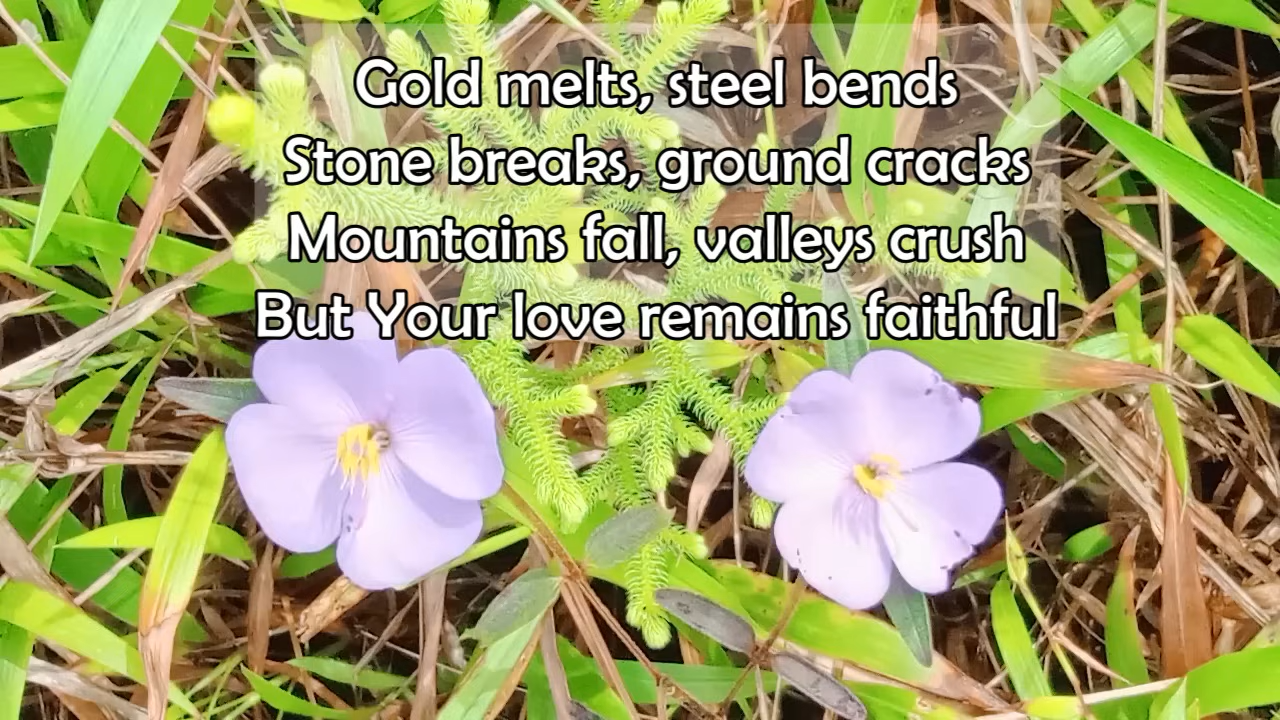 Gold melts, steel bends
Stone breaks, ground cracks
Mountains fall, valleys crush
But Your love remains faithful